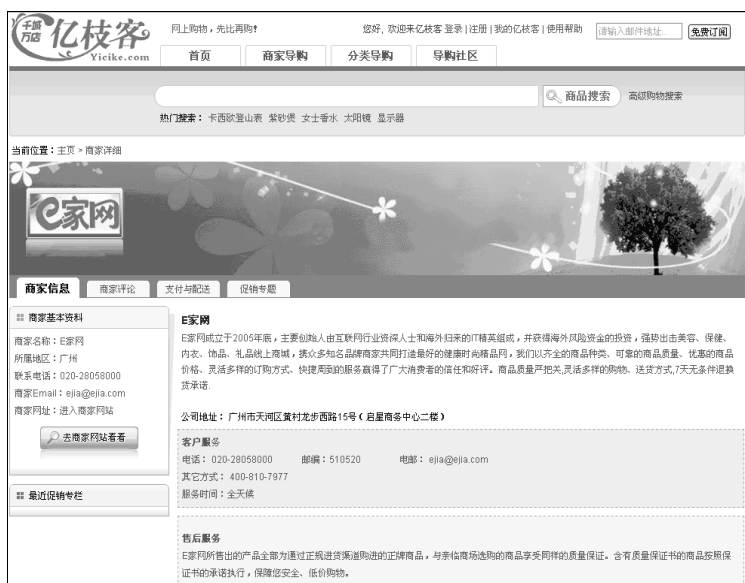 千城万店 亿枝客 Yicike.com
网上购物，先比再购!
您好，欢迎来亿枝客 登录 | 注册 | 我的亿枝客 | 使用帮助
请输入邮件地址...
免费订阅
首页 商家导购 分类导购 导购社区
商品搜索 高级购物搜索
热门搜索： 卡西欧登山表 紫砂煲 女士香水 太阳镜 显示器
当前位置：主页 > 商家详细
e家网
商家信息 商家评论 支付与配送 促销专题
商家基本资料
商家名称：E家网
所属地区：广州
联系电话：020-28058000
商家Email：ejia@ejia.com
商家网址：进入商家网站
去商家网站看看
最近促销专栏
E家网
E家网成立于2005年底，主要创始人由互联网行业资深人士和海外归来的IT精英组成，并获得海外风险资金的投资，强势出击美容、保健、
内衣、饰品、礼品线上商城，携众多知名品牌商家共同打造最好的健康时尚精品网，我们以齐全的商品种类、可靠的商品质量、优惠的商品
价格、灵活多样的订购方式、快捷周到的服务赢得了广大消费者的信任和好评。商品质量严把关,灵活多样的购物、送货方式,7天无条件退换
货承诺.
公司地址： 广州市天河区黄村龙步西路15号（启星商务中心二楼）
客户服务
电话： 020-28058000 邮编：510520 电邮： ejia@ejia.com
其它方式： 400-810-7977
服务时间：全天候
售后服务
E家网所售出的产品全部为通过正规进货渠道购进的正牌商品，与亲临商场选购的商品享受同样的质量保证。含有质量保证书的商品按照保
证书的承诺执行，保障您安全、低价购物。